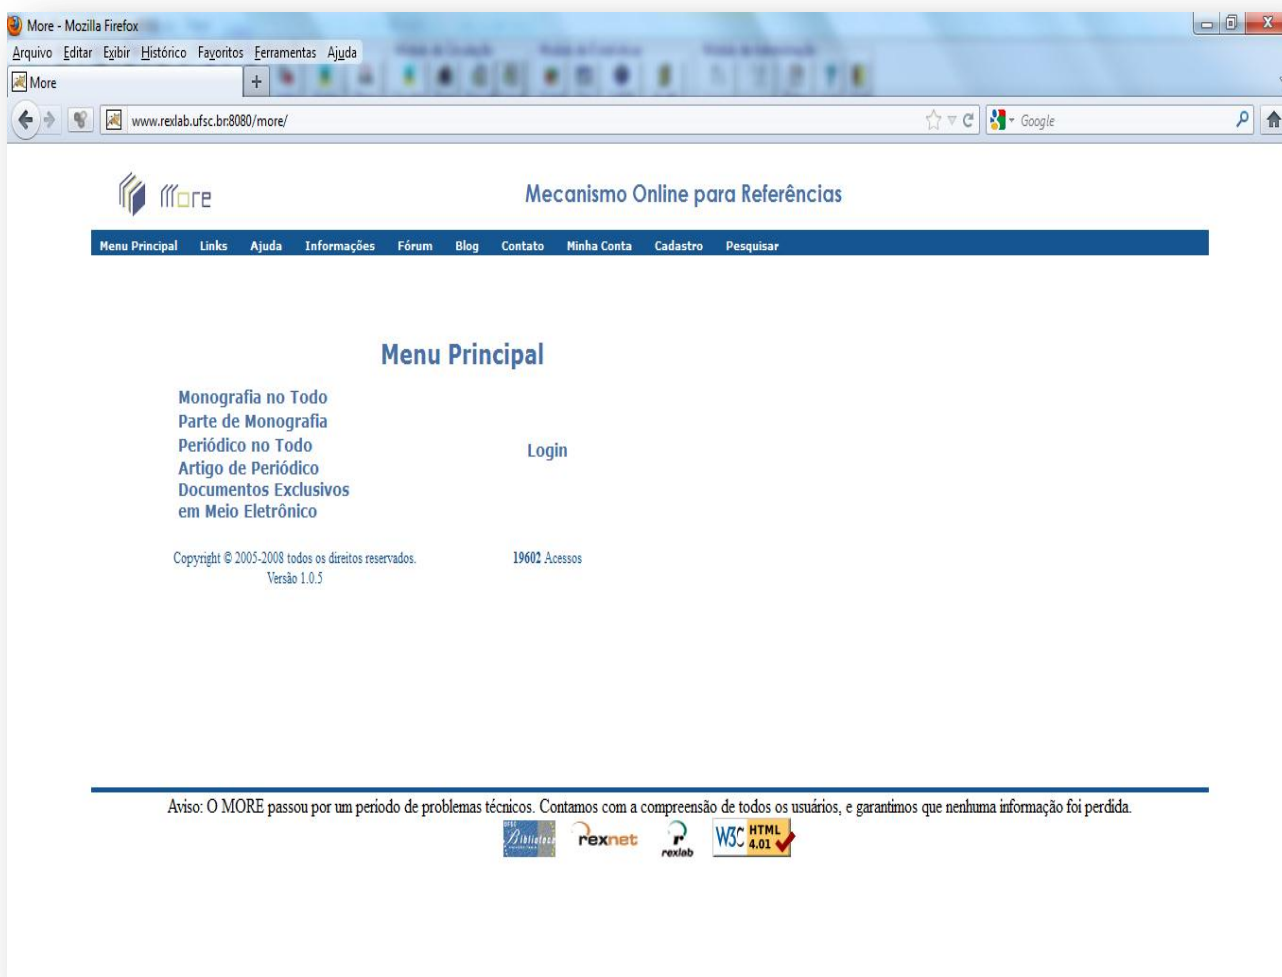 More - Mozilla Firefox
Arquivo Editar Exibir Histórico Favoritos Ferramentas Ajuda
More
www.rexlab.ufsc.br:8080/more/
Google
More
Mecanismo Online para Referências
Menu Principal Links Ajuda Informações Fórum Blog Contato Minha Conta Cadastro Pesquisar
Menu Principal
Monografia no Todo
Parte de Monografia
Periódico no Todo
Login
Artigo de Periódico
Documentos Exclusivos
em Meio Eletrônico
Copyright © 2005-2008 todos os direitos reservados.
19602 Acessos
Versão 1.0.5
Aviso: O MORE passou por um periodo de problemas técnicos. Contamos com a compreensão de todos os usuários, e garantimos que nenhuma informação foi perdida.
Biblioteca
rexnet
rexlab
W3C HTML 4.01